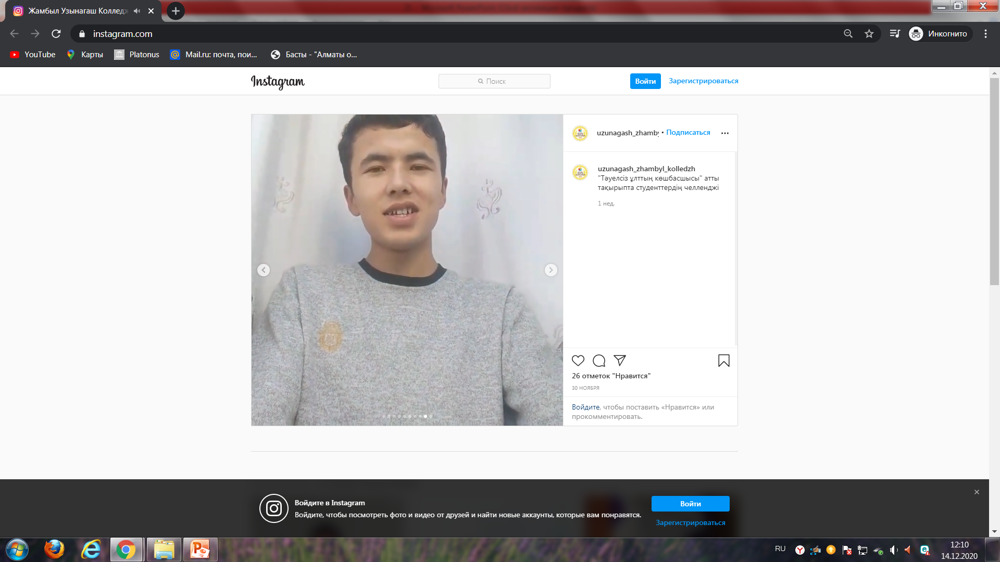 Жамбыл Узынагаш Колледж
instagram.com
Инкогнито
YouTube
Карты
Platonus
Mail.ru: почта, пои...
Басты - "Алматы о...
Instagram
Поиск
Войти
Зарегистрироваться
uzunagash_zhamby • Подписаться
uzunagash_zhambyl_kolledzh
"Тәуелсіз ұлттың көшбасшысы" атты
тақырыпта студенттердің челленджі
1 нед.
26 отметок "Нравится"
30 НОЯБРЯ
Войдите, чтобы поставить «Нравится» или
прокомментировать.
Войдите в Instagram
Войдите, чтобы посмотреть фото и видео от друзей и найти новые аккаунты, которые вам понравятся.
Войти
Зарегистрироваться
RU
12:10
14.12.2020